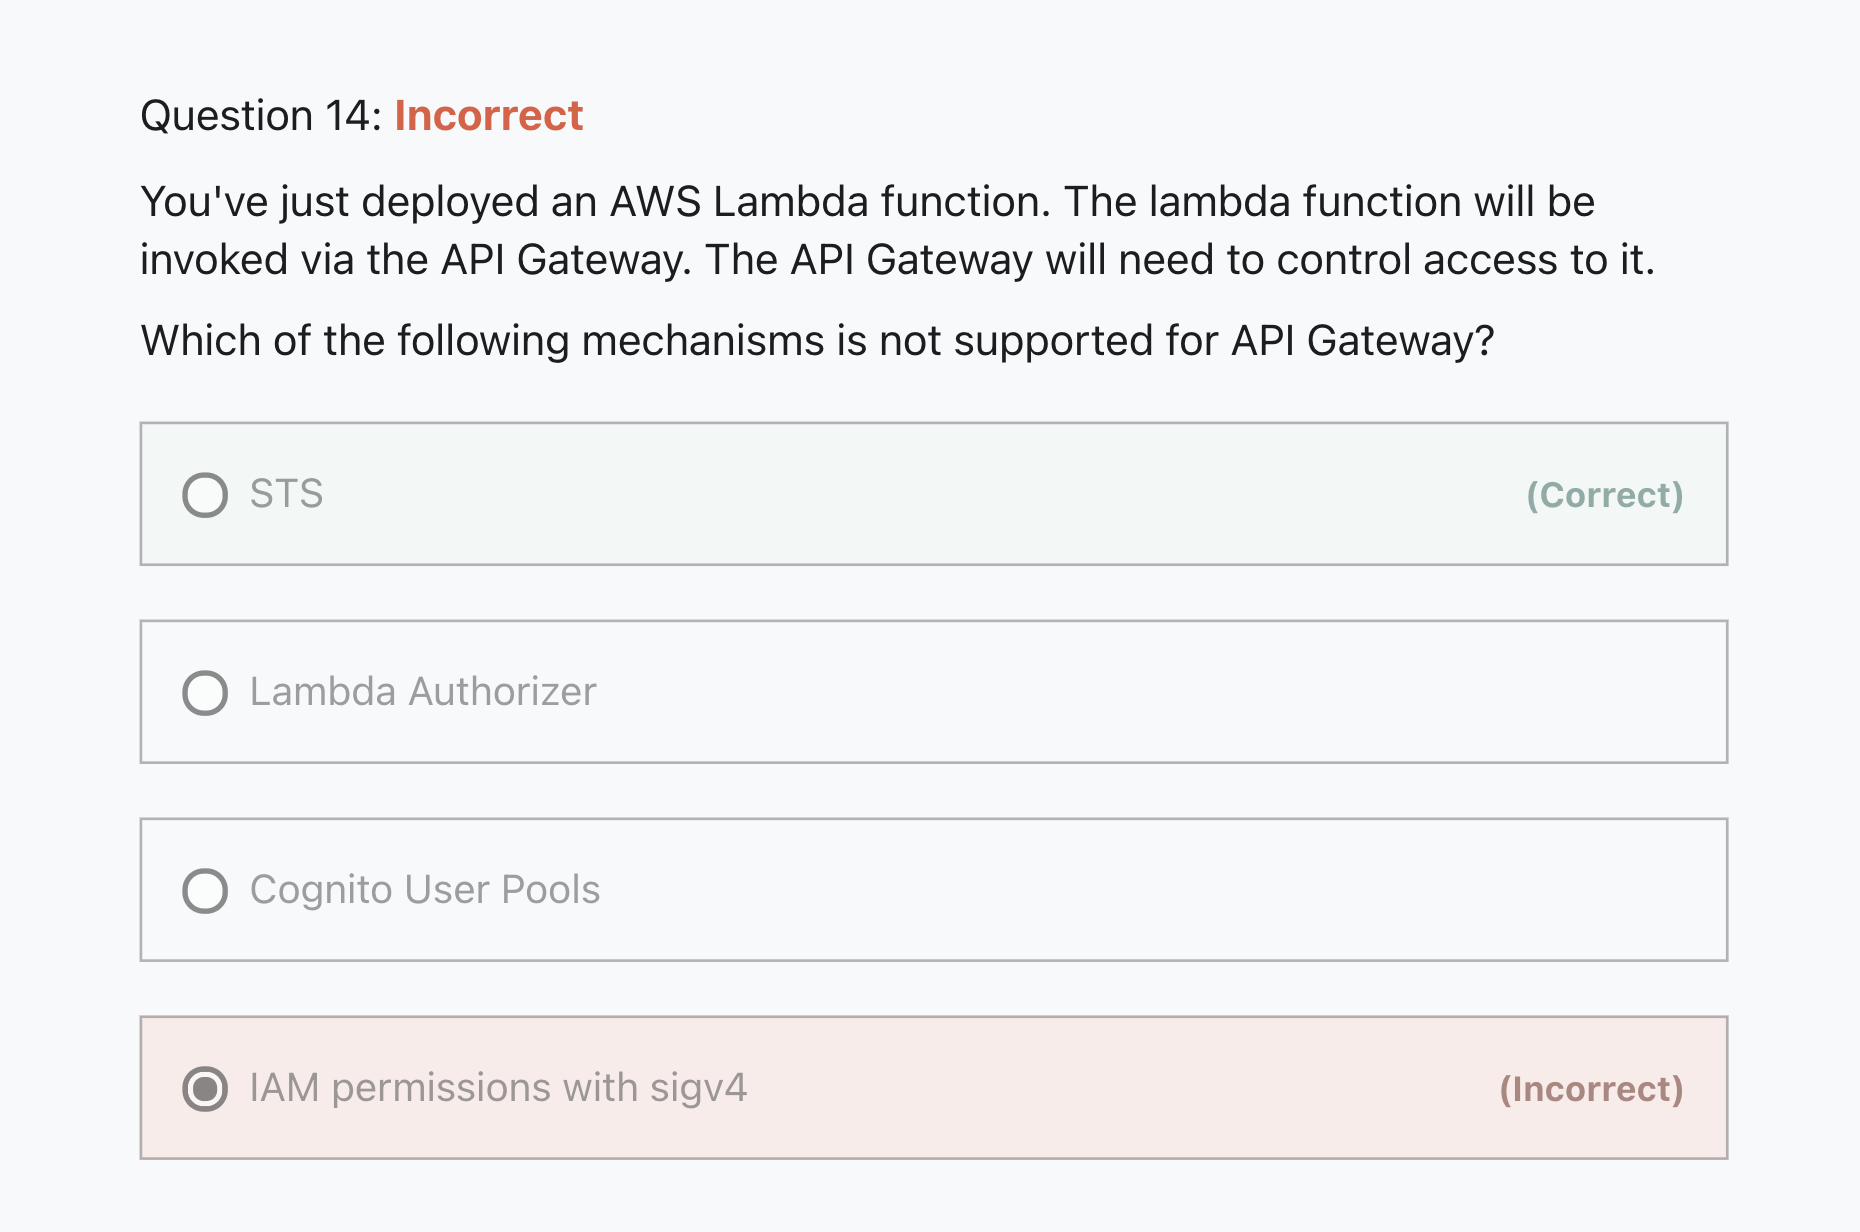 Question 14: Incorrect
You've just deployed an AWS Lambda function. The lambda function will be
invoked via the API Gateway. The API Gateway will need to control access to it.
Which of the following mechanisms is not supported for API Gateway?
STS (Correct)
Lambda Authorizer
Cognito User Pools
IAM permissions with sigv4 (Incorrect)